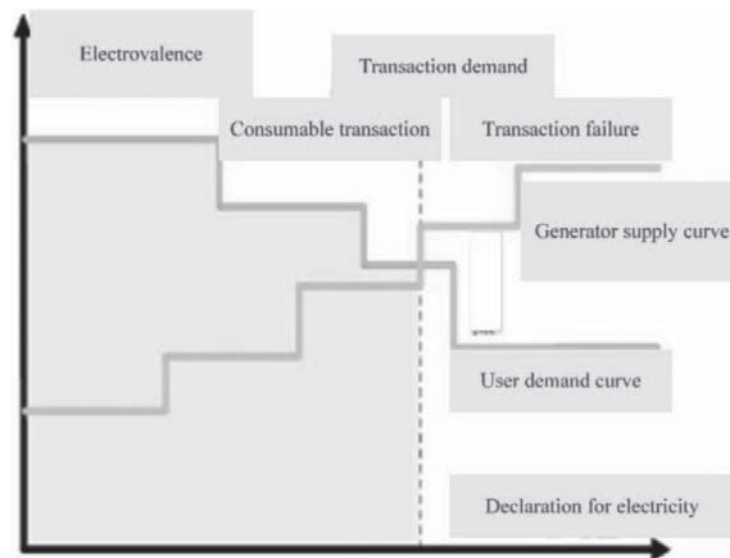 Electrovalence
Transaction demand
Consumable transaction
Transaction failure
Generator supply curve
User demand curve
Declaration for electricity